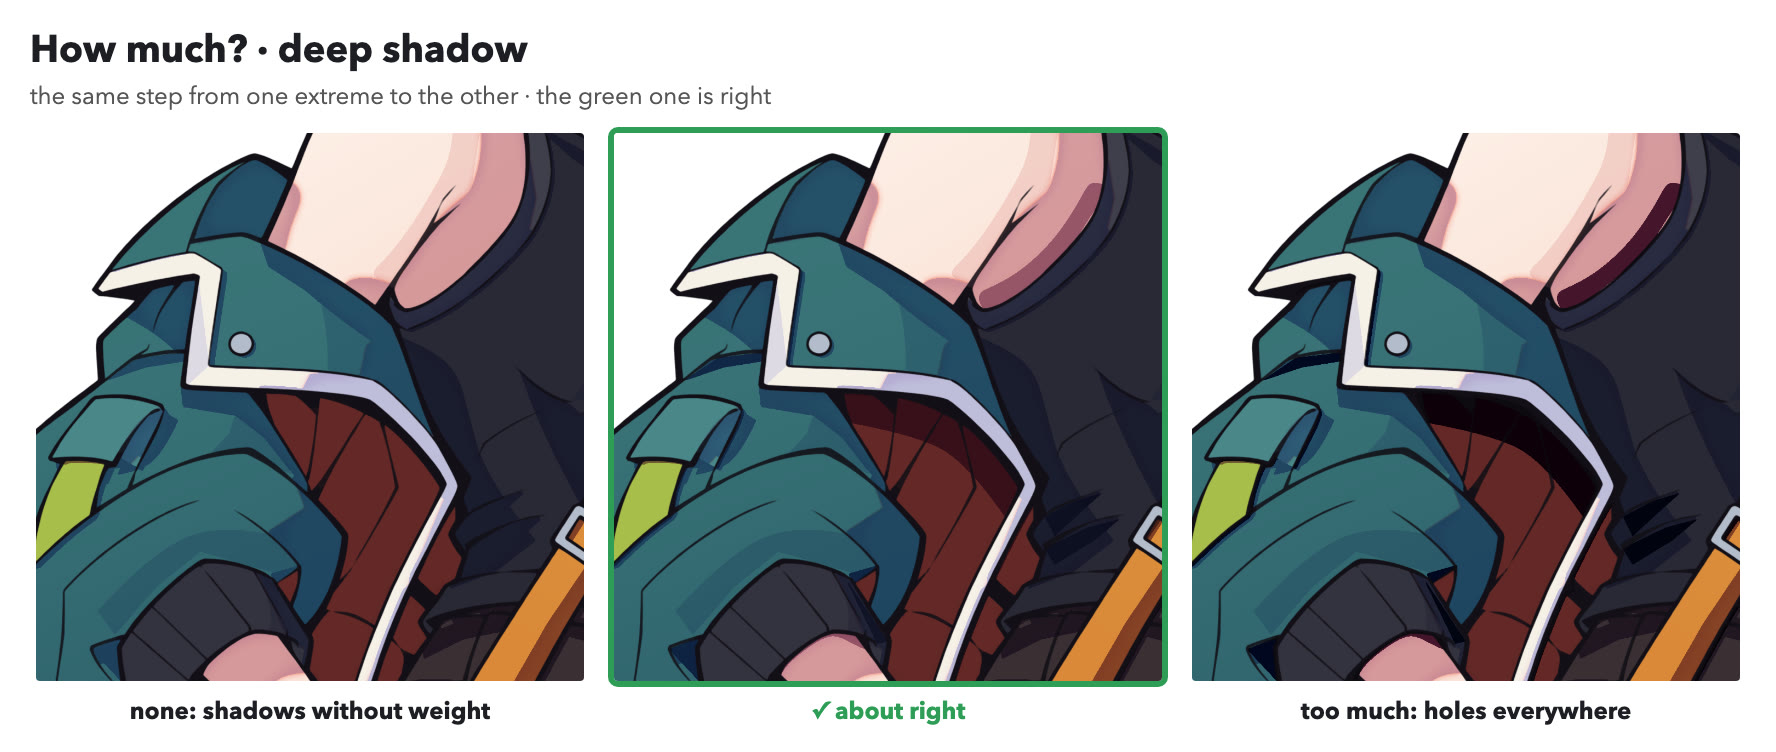 How much? · deep shadow
the same step from one extreme to the other · the green one is right
none: shadows without weight
✓ about right
too much: holes everywhere